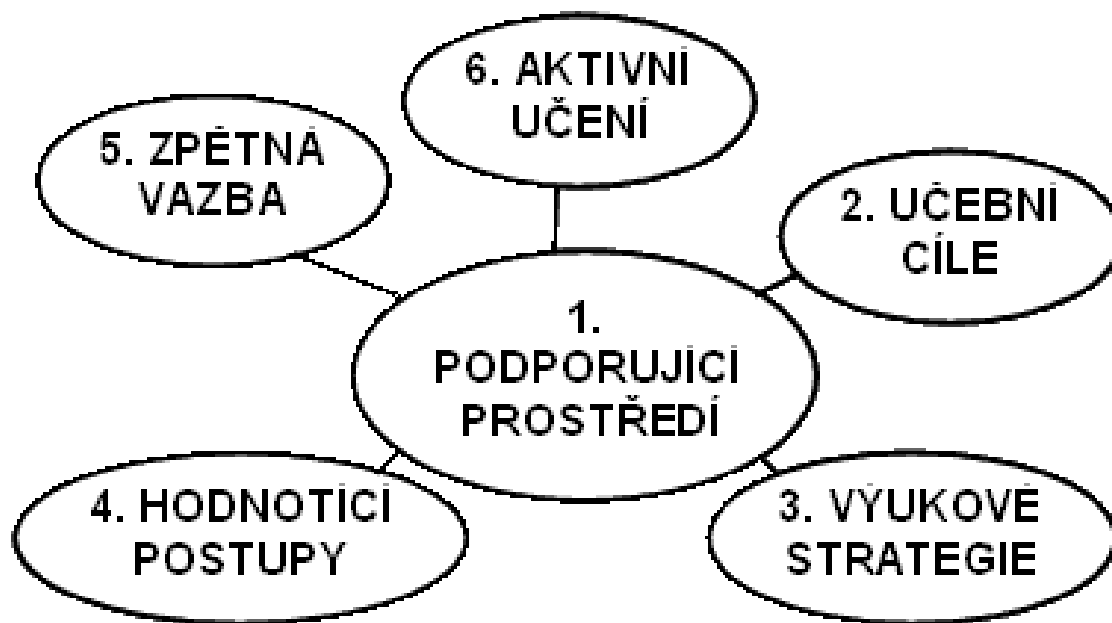 6. AKTIVNÍ
UČENÍ
5. ZPĚTNÁ
VAZBA
2. UČEBNÍ
CÍLE
1.
PODPORUJÍCÍ
PROSTŘEDÍ
4. HODNOTÍCÍ
POSTUPY
3. VÝUKOVÉ
STRATEGIE